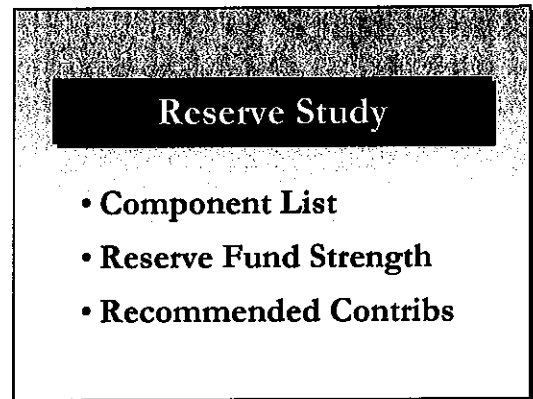 Reserve Study
• Component List
• Reserve Fund Strength
• Recommended Contribs